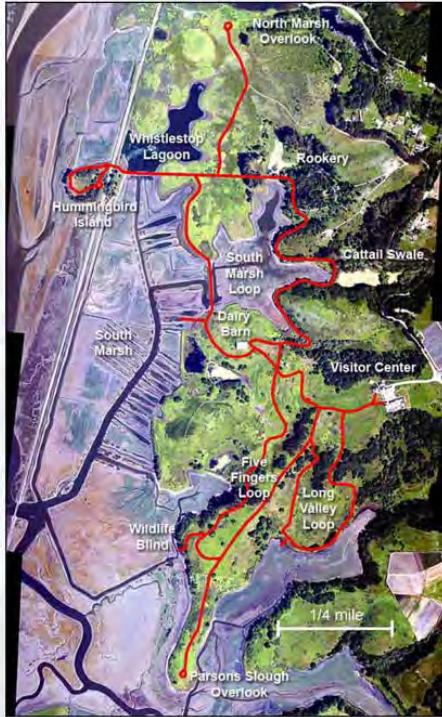 North Marsh
Overlook
Whistlestop
Lagoon
Rookery
Hummingbird
Island
South
Marsh
Loop
Cattail Swale
South
Marsh
Dairy
Barn
Visitor Center
Five
Fingers
Loop
Long
Valley
Loop
Wildlife
Blind
1/4 mile
Parsons Slough
Overlook